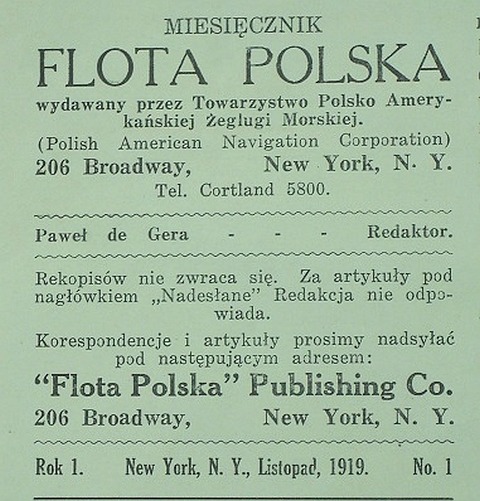 MIESIĘCZNIK
FLOTA POLSKA
wydawany przez Towarzystwo Polsko Amery-
kańskiej Żeglugi Morskiej.
(Polish American Navigation Corporation)
206 Broadway, New York, N. Y.
Tel. Cortland 5800.
Paweł de Gera - - - Redaktor.
Rekopisów nie zwraca się. Za artykuły pod
nagłówkiem „Nadesłane” Redakcja nie odpo-
wiada.
Korespondencje i artykuły prosimy nadsyłać
pod następującym adresem:
“Flota Polska” Publishing Co.
206 Broadway, New York, N. Y.
Rok 1. New York, N. Y., Listopad, 1919. No. 1